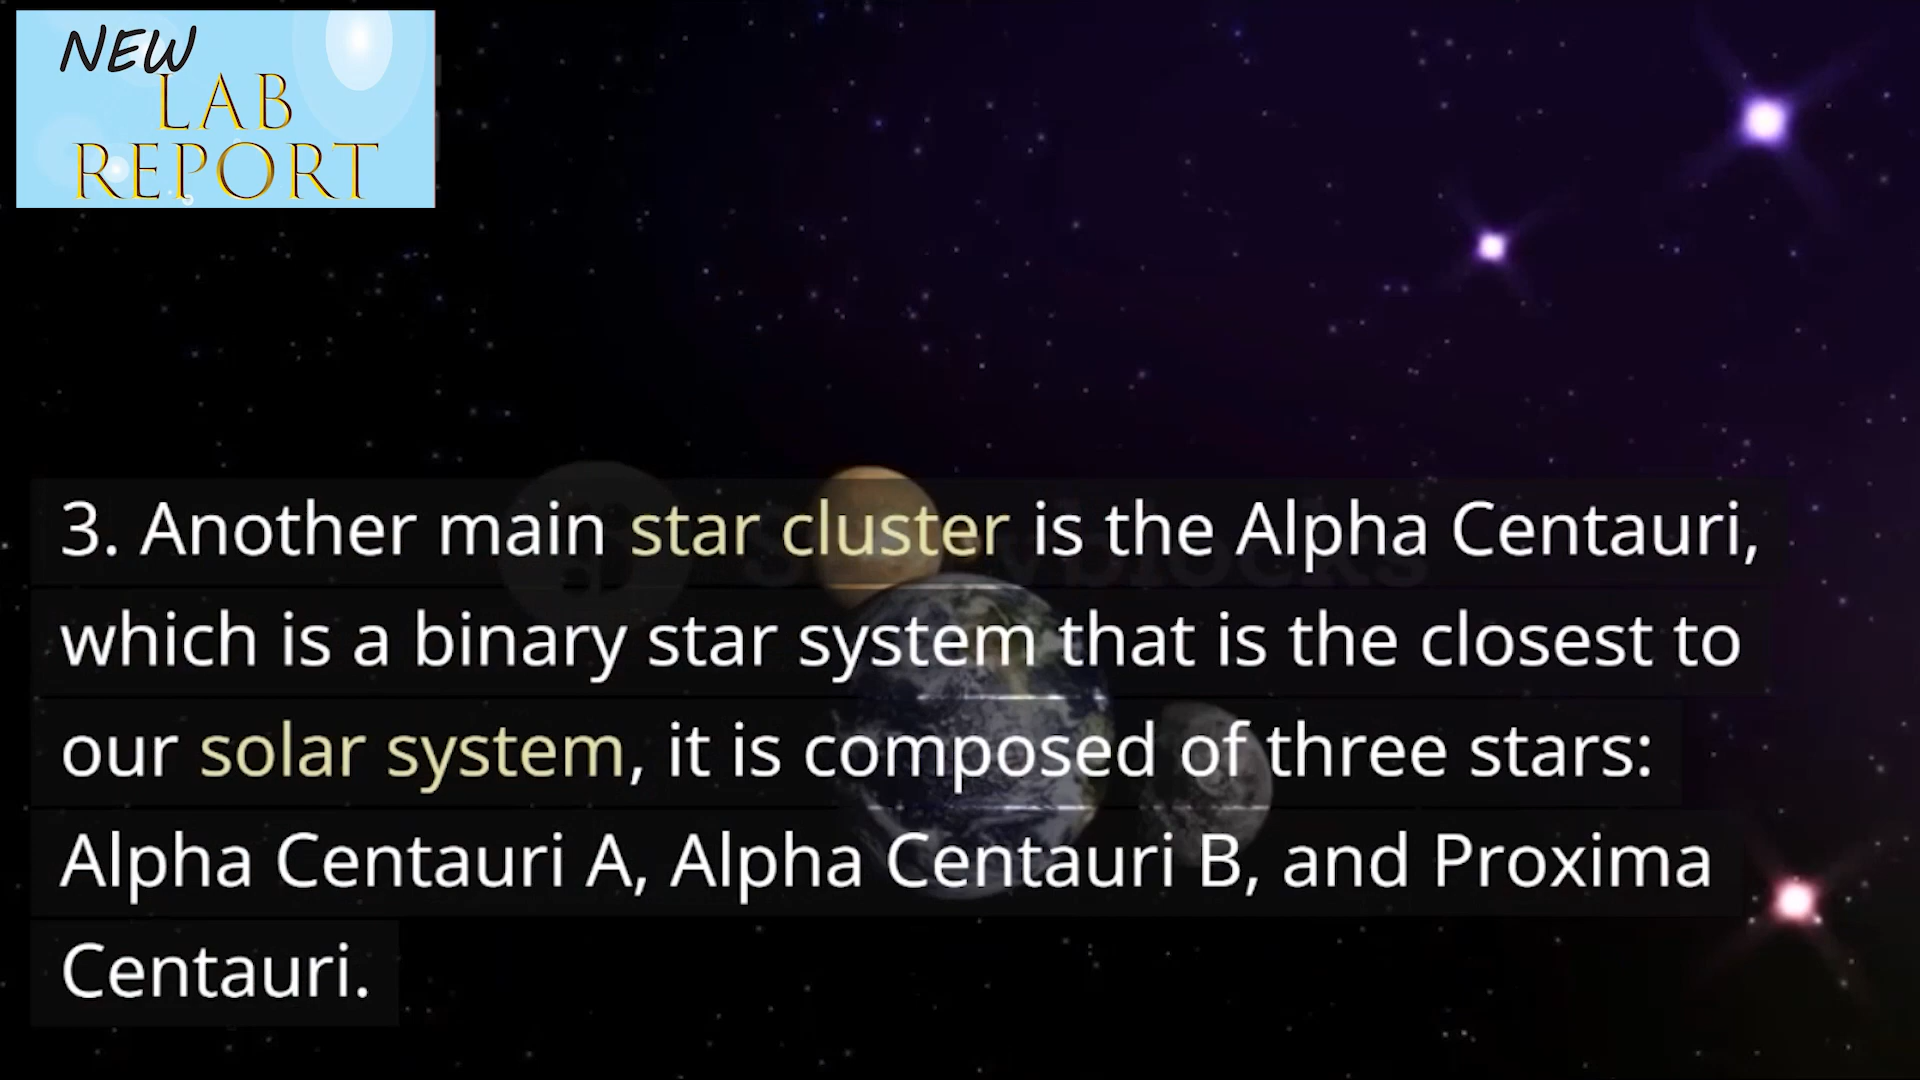 NEW
LAB
REPORT
3. Another main star cluster is the Alpha Centauri,
which is a binary star system that is the closest to
our solar system, it is composed of three stars:
Alpha Centauri A, Alpha Centauri B, and Proxima
Centauri.